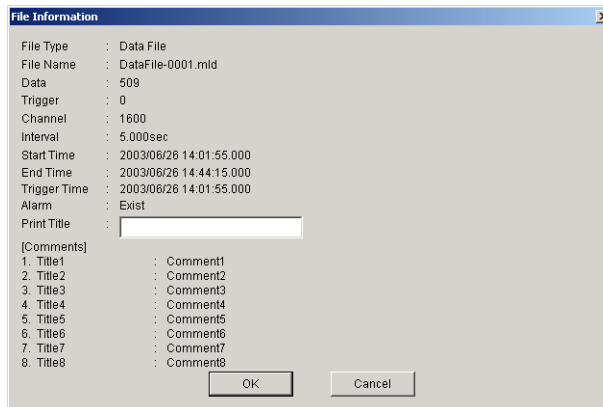 File Information
File Type : Data File
File Name : DataFile-0001.mld
Data : 509
Trigger : 0
Channel : 1600
Interval : 5.000sec
Start Time : 2003/06/26 14:01:55.000
End Time : 2003/06/26 14:44:15.000
Trigger Time : 2003/06/26 14:01:55.000
Alarm : Exist
Print Title :
[Comments]
1. Title1 : Comment1
2. Title2 : Comment2
3. Title3 : Comment3
4. Title4 : Comment4
5. Title5 : Comment5
6. Title6 : Comment6
7. Title7 : Comment7
8. Title8 : Comment8
OK Cancel